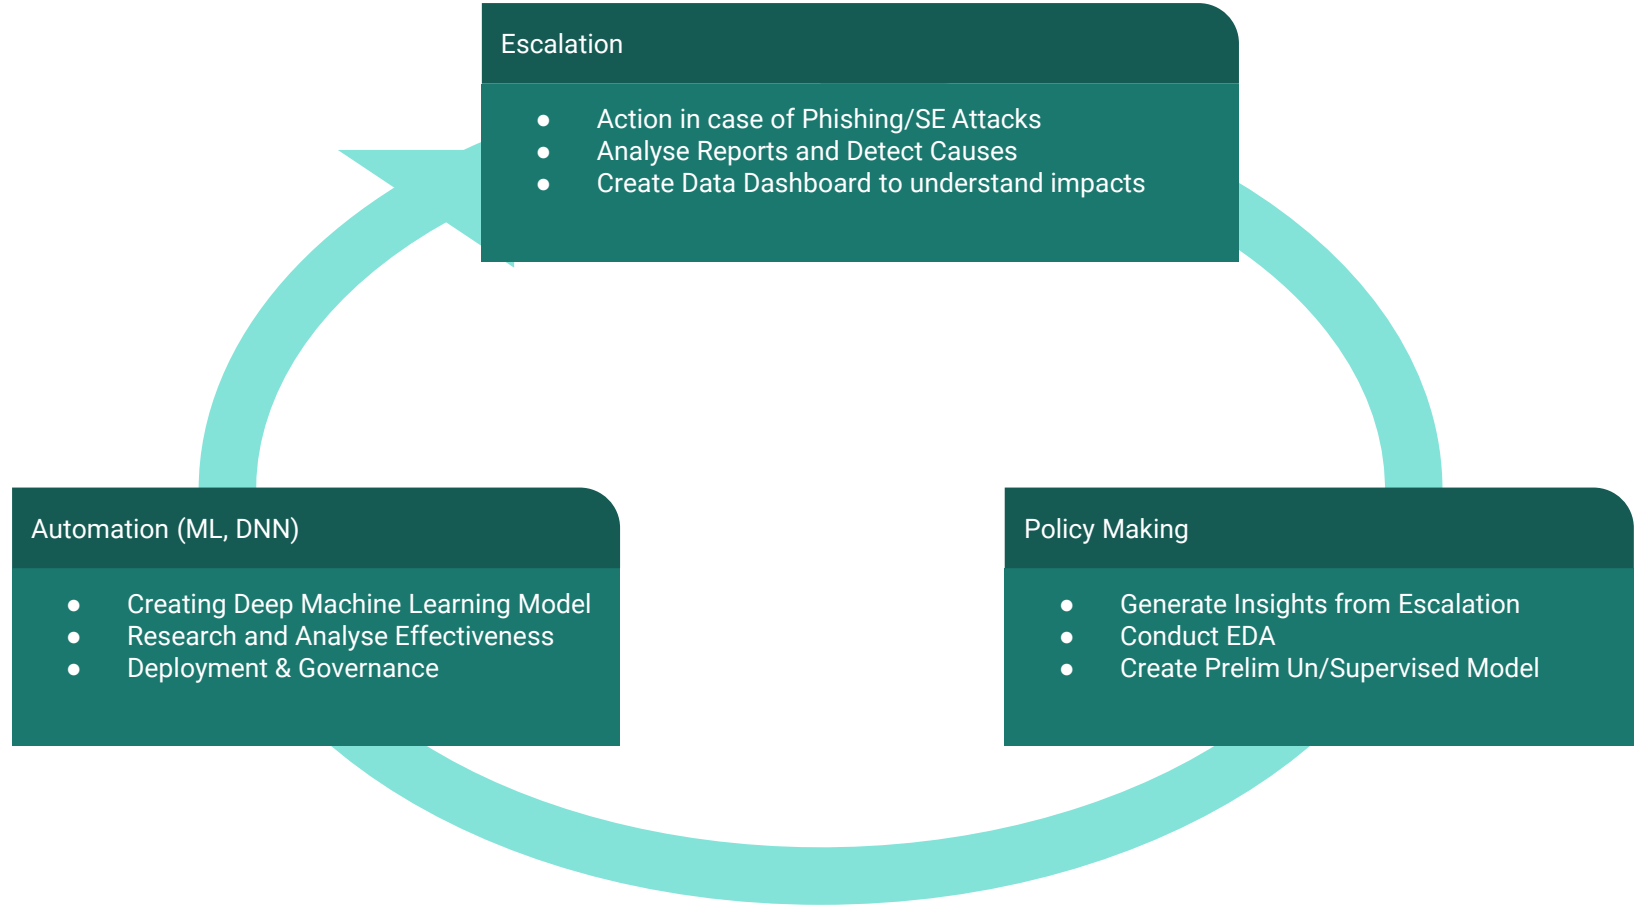 Escalation
● Action in case of Phishing/SE Attacks
● Analyse Reports and Detect Causes
● Create Data Dashboard to understand impacts
Automation (ML, DNN)
● Creating Deep Machine Learning Model
● Research and Analyse Effectiveness
● Deployment & Governance
Policy Making
● Generate Insights from Escalation
● Conduct EDA
● Create Prelim Un/Supervised Model